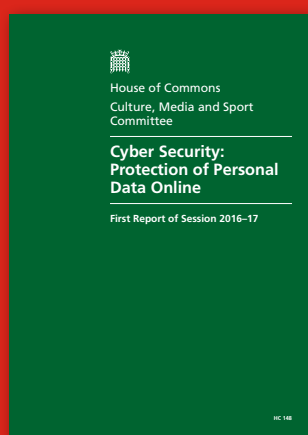 House of Commons
Culture, Media and Sport
Committee
Cyber Security:
Protection of Personal
Data Online
First Report of Session 2016–17
HC 148